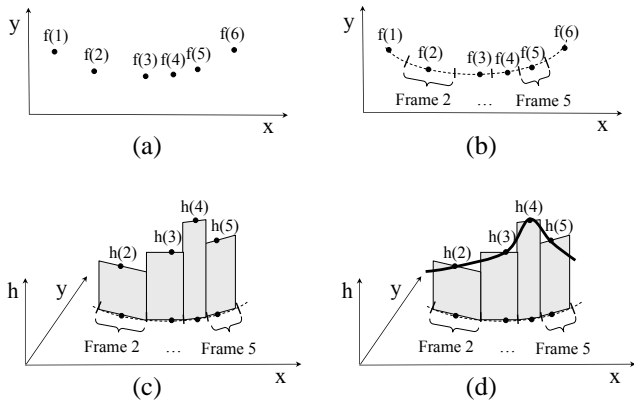 y
f(1)
f(2)
f(3) f(4) f(5)
f(6)
x
(a)
y
f(1)
f(2)
f(3) f(4) f(5)
f(6)
Frame 2 ... Frame 5
x
(b)
h
y
h(2)
h(3)
h(4)
h(5)
Frame 2 ... Frame 5
x
(c)
h
y
h(2)
h(3)
h(4)
h(5)
Frame 2 ... Frame 5
x
(d)